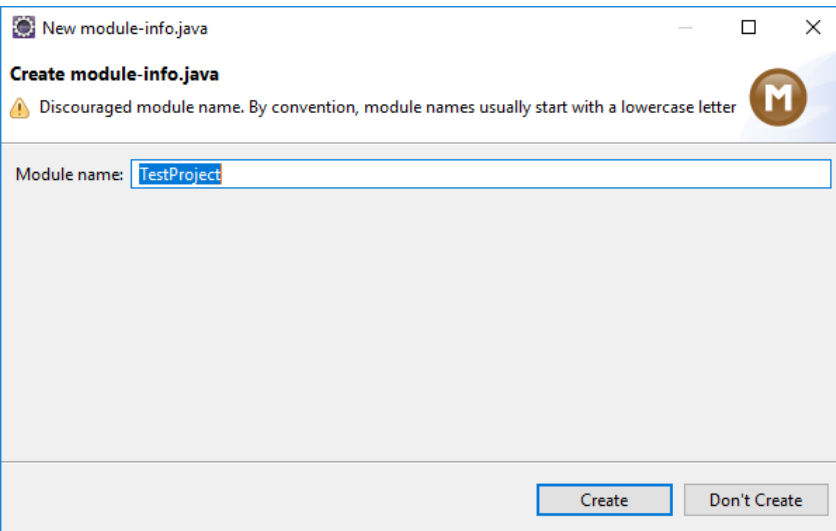 New module-info.java
Create module-info.java
Discouraged module name. By convention, module names usually start with a lowercase letter
M
Module name: TestProject
Create Don't Create